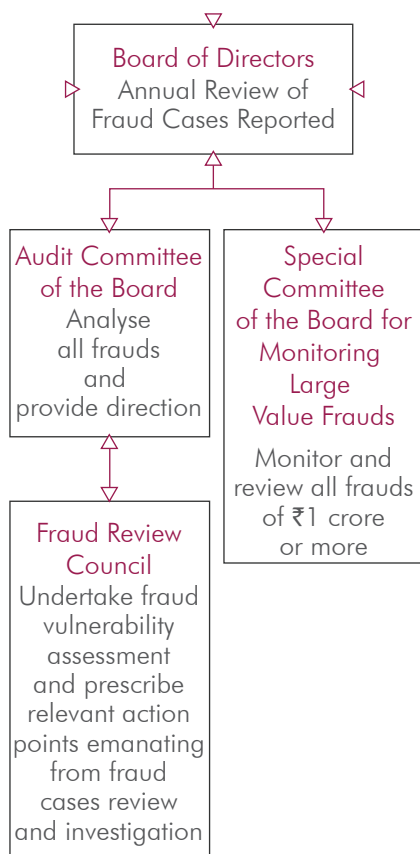 Board of Directors
Annual Review of
Fraud Cases Reported
Audit Committee
of the Board
Analyse
all frauds
and
provide direction
Special
Committee
of the Board for
Monitoring
Large
Value Frauds
Monitor and
review all frauds
of ₹1 crore
or more
Fraud Review
Council
Undertake fraud
vulnerability
assessment
and prescribe
relevant action
points emanating
from fraud
cases review
and investigation